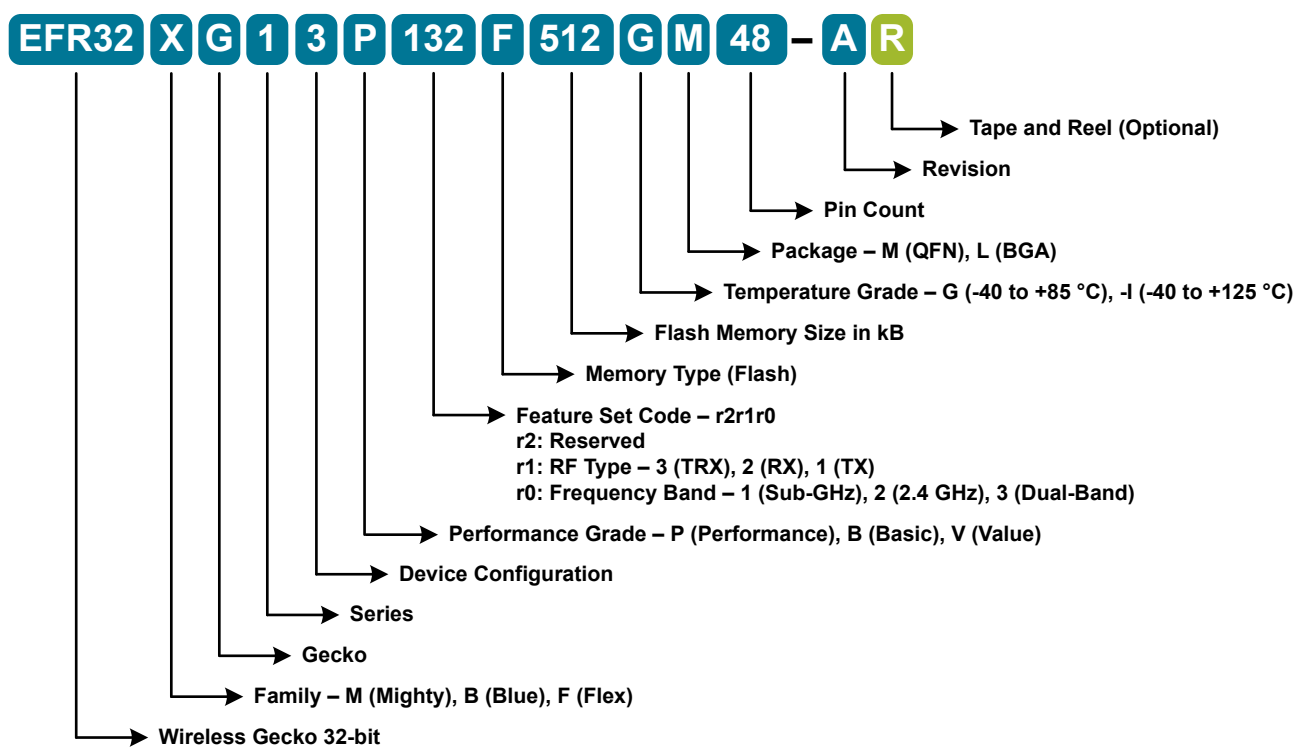 EFR32 X G 1 3 P 132 F 512 G M 48 – A R
Tape and Reel (Optional)
Revision
Pin Count
Package – M (QFN), L (BGA)
Temperature Grade – G (-40 to +85 °C), -I (-40 to +125 °C)
Flash Memory Size in kB
Memory Type (Flash)
Feature Set Code – r2r1r0
r2: Reserved
r1: RF Type – 3 (TRX), 2 (RX), 1 (TX)
r0: Frequency Band – 1 (Sub-GHz), 2 (2.4 GHz), 3 (Dual-Band)
Performance Grade – P (Performance), B (Basic), V (Value)
Device Configuration
Series
Gecko
Family – M (Mighty), B (Blue), F (Flex)
Wireless Gecko 32-bit